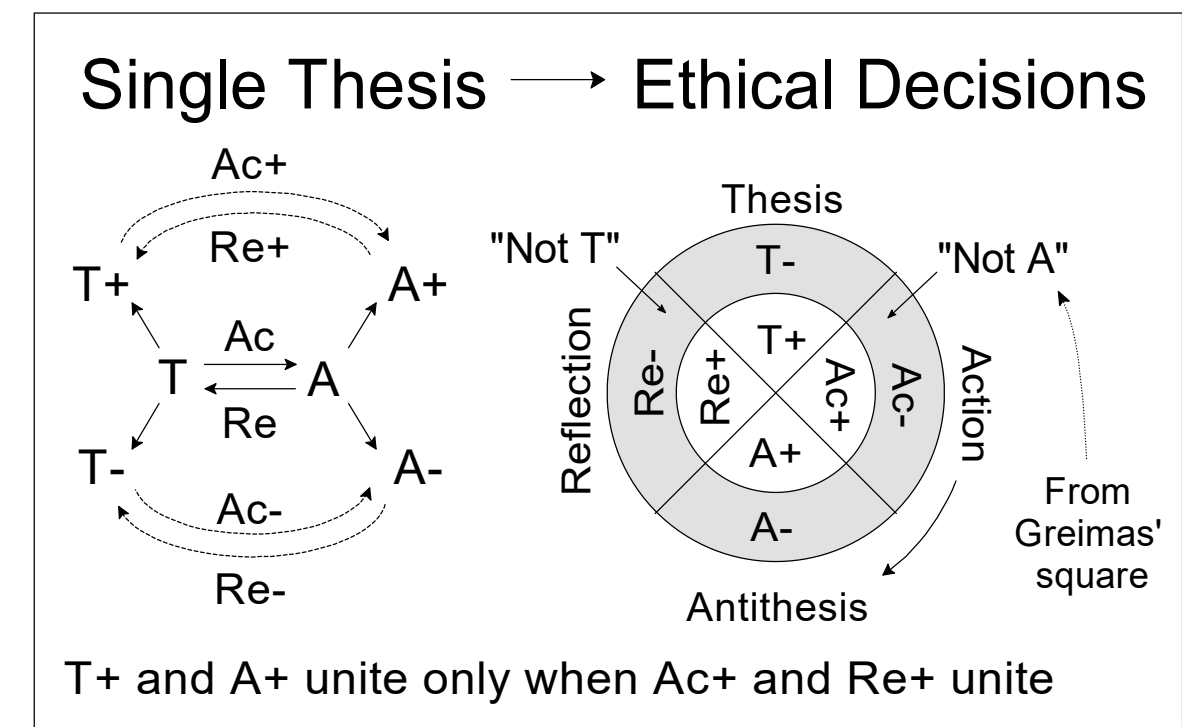 Single Thesis → Ethical Decisions
Ac+
Re+
T+
A+
Ac
T
A
Re
T-
A-
Ac-
Re-
Thesis
"Not T"
"Not A"
T-
T+
Reflection
Re-
Re+
Ac+
Ac-
Action
A+
A-
Antithesis
From
Greimas'
square
T+ and A+ unite only when Ac+ and Re+ unite